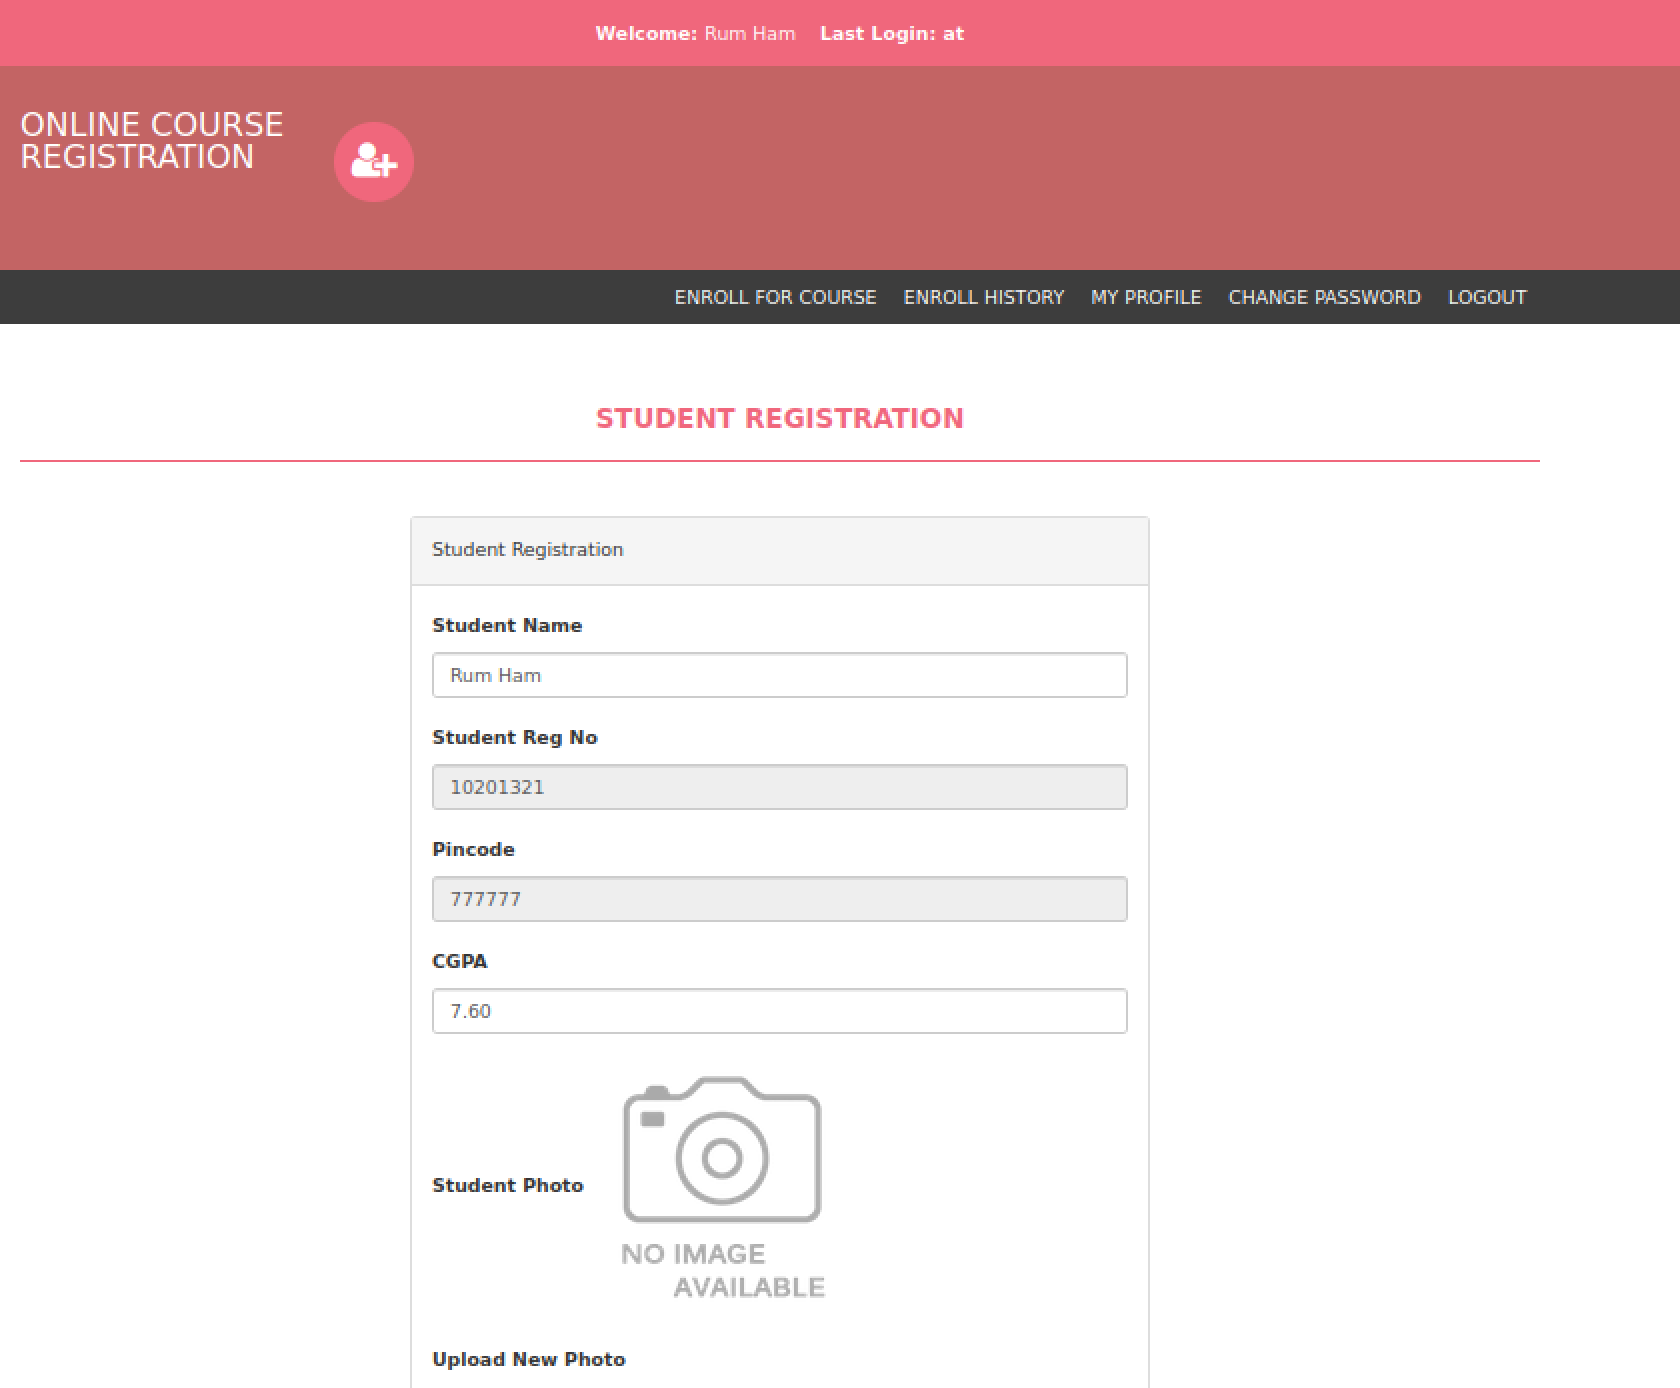 Welcome: Rum Ham Last Login: at
ONLINE COURSE
REGISTRATION
ENROLL FOR COURSE ENROLL HISTORY MY PROFILE CHANGE PASSWORD LOGOUT
STUDENT REGISTRATION
Student Registration
Student Name
Rum Ham
Student Reg No
10201321
Pincode
777777
CGPA
7.60
Student Photo
NO IMAGE
AVAILABLE
Upload New Photo